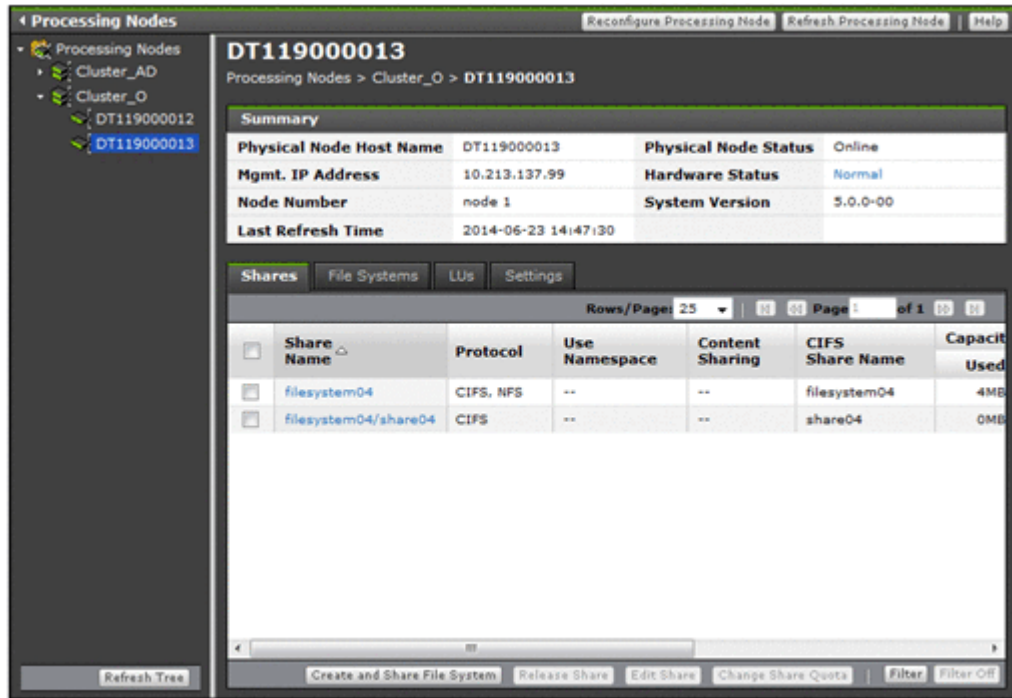 Processing Nodes
Reconfigure Processing Node Refresh Processing Node | Help
Processing Nodes
Cluster_AD
Cluster_O
DT119000012
DT119000013
Refresh Tree
DT119000013
Processing Nodes > Cluster_O > DT119000013
Summary
Physical Node Host Name DT119000013 Physical Node Status Online
Mgmt. IP Address 10.213.137.99 Hardware Status Normal
Node Number node 1 System Version 5.0.0-00
Last Refresh Time 2014-06-23 14:47:30
Shares File Systems LUs Settings
Rows/Page: 25 | Page 1 of 1
Share Name Protocol Use Namespace Content Sharing CIFS Share Name Capacit Used
filesystem04 CIFS, NFS -- -- filesystem04 4MB
filesystem04/share04 CIFS -- -- share04 0MB
Create and Share File System Release Share Edit Share Change Share Quota | Filter Filter Off